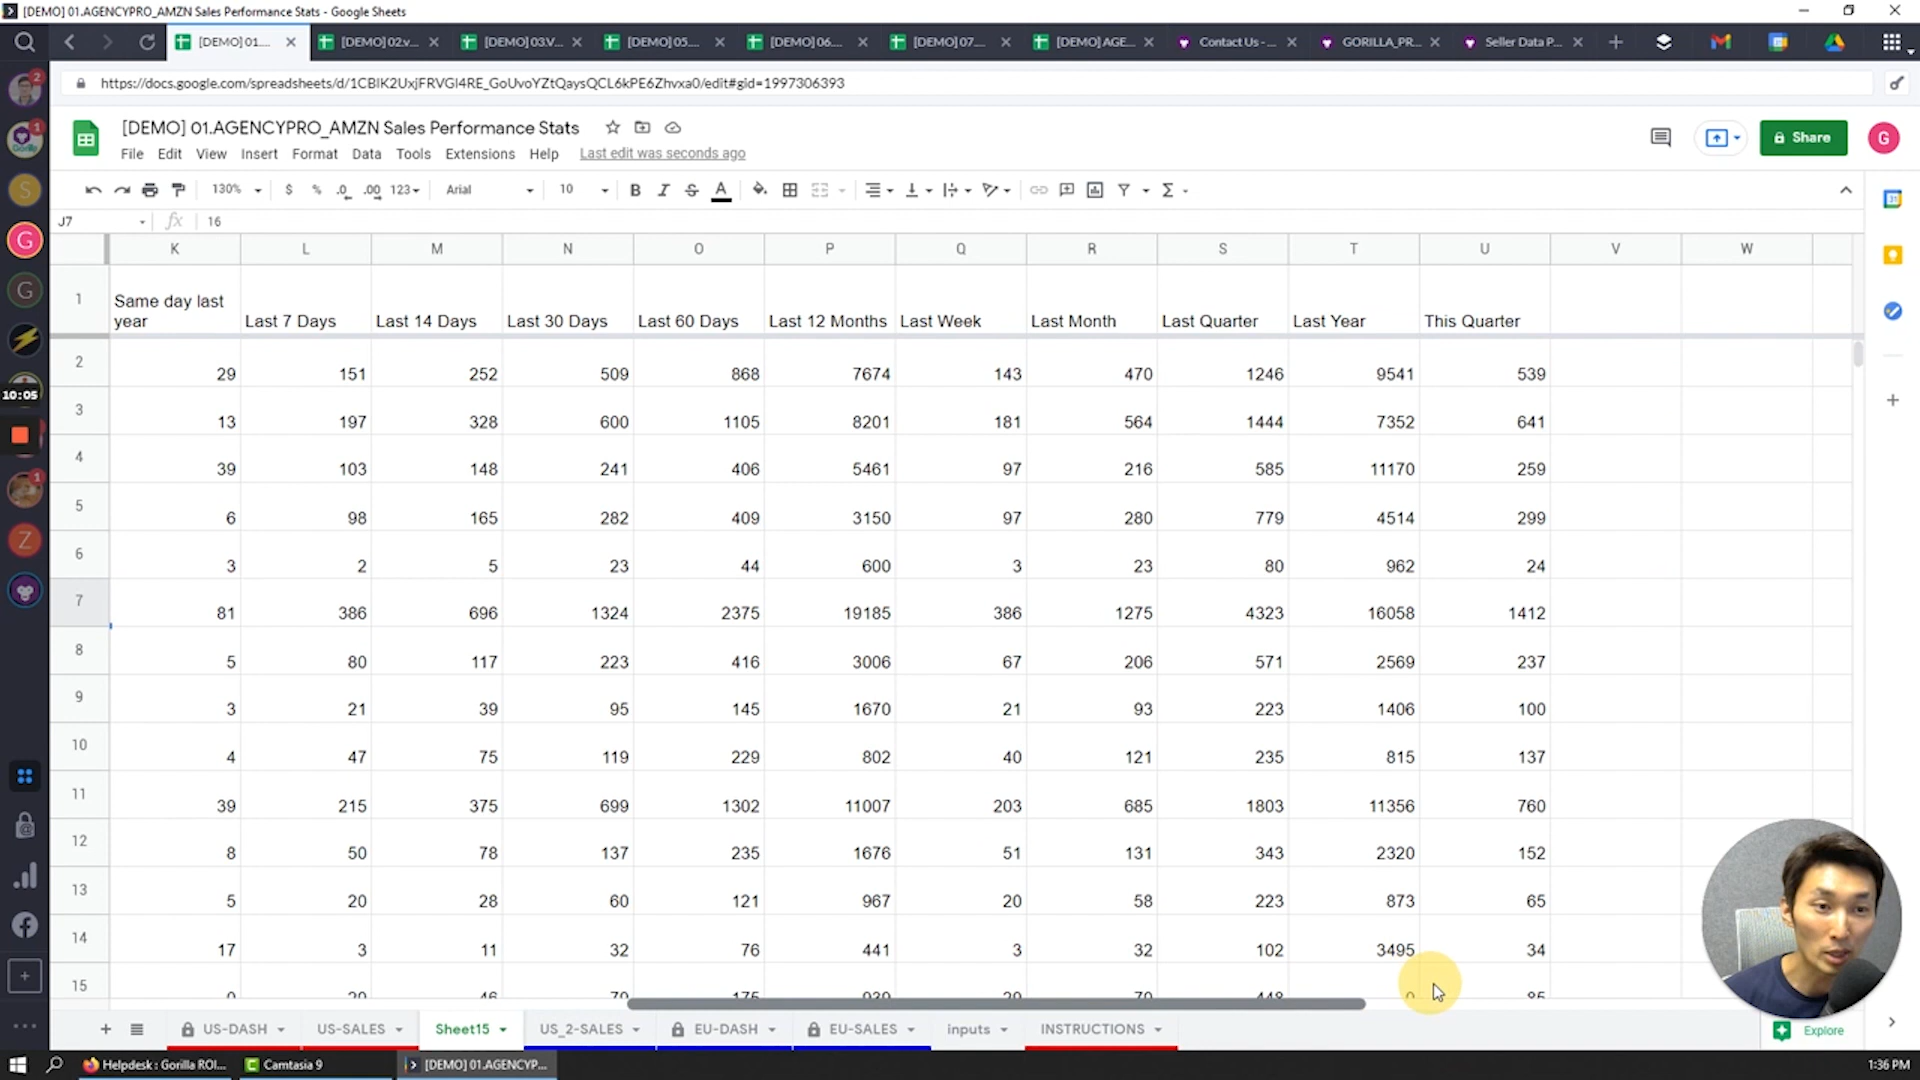 [DEMO] 01.AGENCYPRO_AMZN Sales Performance Stats - Google Sheets
[DEMO] 01.... [DEMO] 02.v... [DEMO] 03.V... [DEMO] 05.... [DEMO] 06.... [DEMO] 07.... [DEMO] AGE... Contact Us - ... GORILLA_PR... Seller Data P...
https://docs.google.com/spreadsheets/d/1CBIK2UxjFRVGI4RE_GoUvoYZtQaysQCL6kPE6Zhvxa0/edit#gid=1997306393
[DEMO] 01.AGENCYPRO_AMZN Sales Performance Stats
Share G
File Edit View Insert Format Data Tools Extensions Help Last edit was seconds ago
130% $ % .0 .00 123 Arial 10 B I S A Σ
J7 fx 16
K L M N O P Q R S T U V W
1 Same day last year Last 7 Days Last 14 Days Last 30 Days Last 60 Days Last 12 Months Last Week Last Month Last Quarter Last Year This Quarter
2 29 151 252 509 868 7674 143 470 1246 9541 539
3 13 197 328 600 1105 8201 181 564 1444 7352 641
4 39 103 148 241 406 5461 97 216 585 11170 259
5 6 98 165 282 409 3150 97 280 779 4514 299
6 3 2 5 23 44 600 3 23 80 962 24
7 81 386 696 1324 2375 19185 386 1275 4323 16058 1412
8 5 80 117 223 416 3006 67 206 571 2569 237
9 3 21 39 95 145 1670 21 93 223 1406 100
10 4 47 75 119 229 802 40 121 235 815 137
11 39 215 375 699 1302 11007 203 685 1803 11356 760
12 8 50 78 137 235 1676 51 131 343 2320 152
13 5 20 28 60 121 967 20 58 223 873 65
14 17 3 11 32 76 441 3 32 102 3495 34
15
2
1
Gorilla
S
G
G
10:05
1
Z
US-DASH US-SALES Sheet15 US_2-SALES EU-DASH EU-SALES inputs INSTRUCTIONS Explore
Helpdesk : Gorilla ROI... Camtasia 9 [DEMO] 01.AGENCYP... 1:36 PM